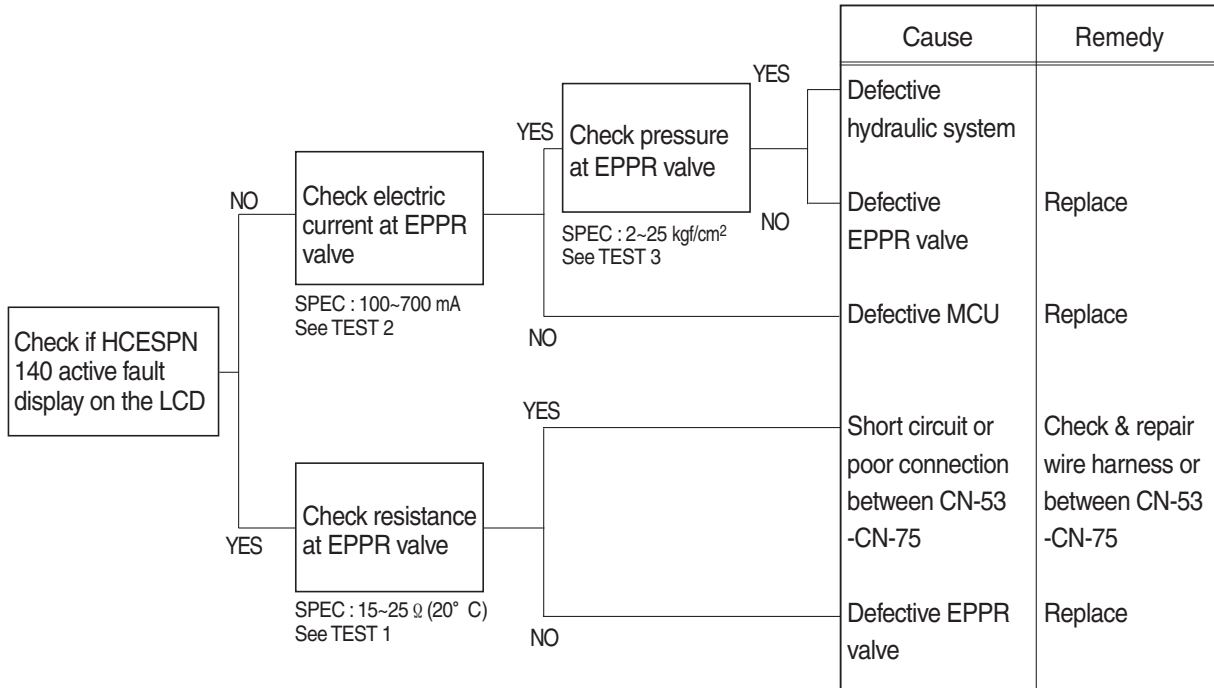 Cause
Remedy
YES
Defective
hydraulic system
YES
Check pressure
at EPPR valve
NO
Check electric
current at EPPR
valve
Defective
EPPR valve
Replace
NO
SPEC : 2~25 kgf/cm²
See TEST 3
SPEC : 100~700 mA
See TEST 2
Defective MCU
Replace
NO
Check if HCESPN
140 active fault
display on the LCD
YES
Short circuit or
poor connection
between CN-53
-CN-75
Check & repair
wire harness or
between CN-53
-CN-75
Check resistance
at EPPR valve
YES
SPEC : 15~25 Ω (20° C)
See TEST 1
NO
Defective EPPR
valve
Replace